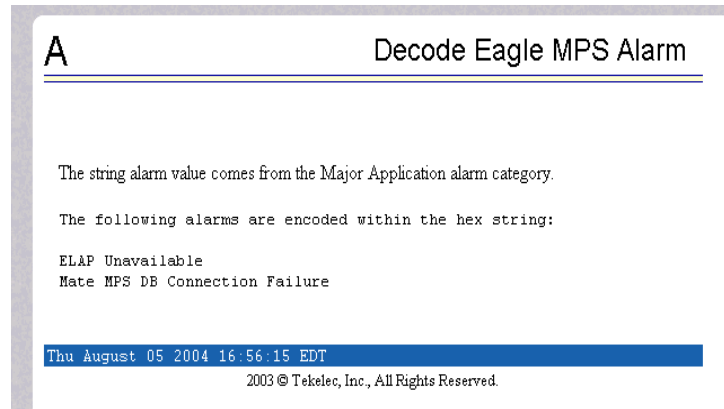 A
Decode Eagle MPS Alarm
The string alarm value comes from the Major Application alarm category.
The following alarms are encoded within the hex string:
ELAP Unavailable
Mate MPS DB Connection Failure
Thu August 05 2004 16:56:15 EDT
2003 © Tekelec, Inc., All Rights Reserved.